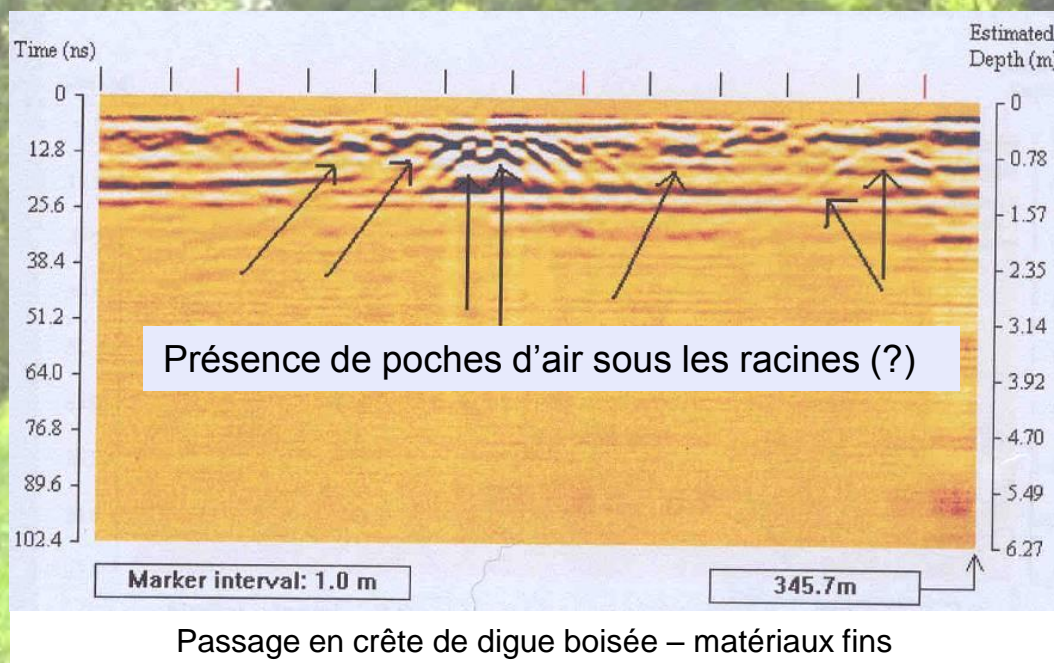 Time (ns)
Estimated
Depth (m)
0
12.8
25.6
38.4
51.2
64.0
76.8
89.6
102.4
0
0.78
1.57
2.35
3.14
3.92
4.70
5.49
6.27
Présence de poches d'air sous les racines (?)
Marker interval: 1.0 m
345.7m
Passage en crête de digue boisée – matériaux fins